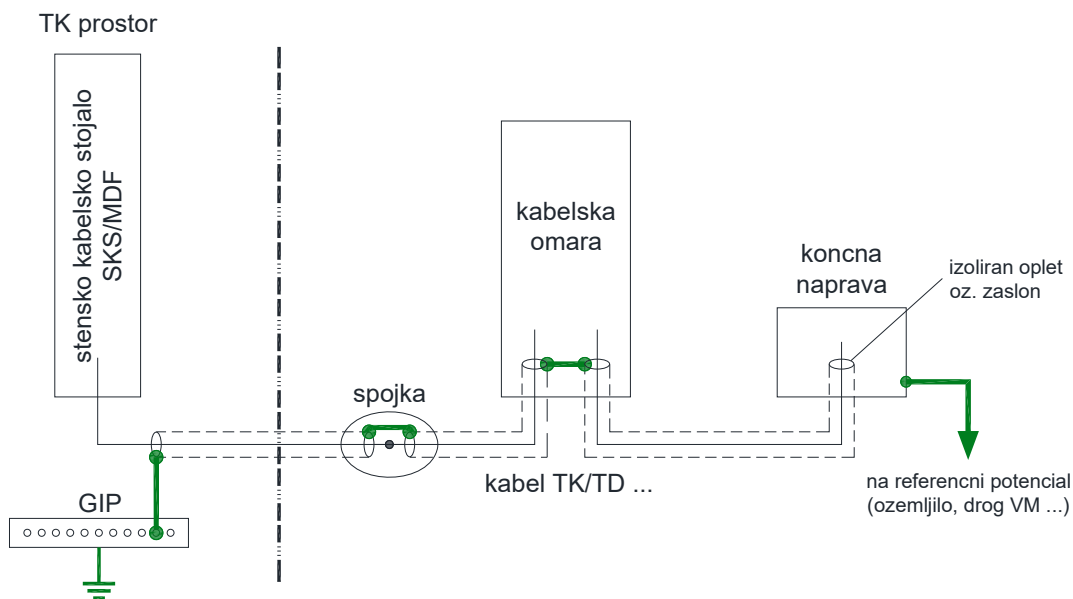 TK prostor
stensko kabelsko stojalo
SKS/MDF
kabelska
omara
koncna
naprava
izoliran oplet
oz. zaslon
spojka
kabel TK/TD ...
na referencni potencial
(ozemljilo, drog VM ...)
GIP